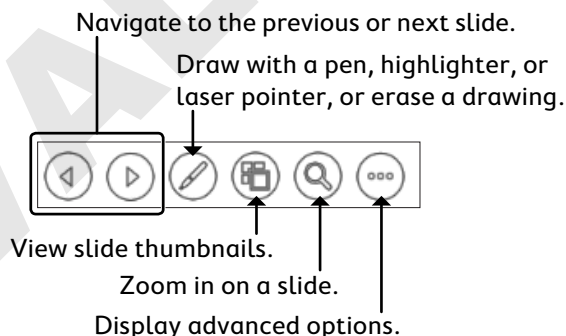 Navigate to the previous or next slide.
Draw with a pen, highlighter, or
laser pointer, or erase a drawing.
View slide thumbnails.
Zoom in on a slide.
Display advanced options.